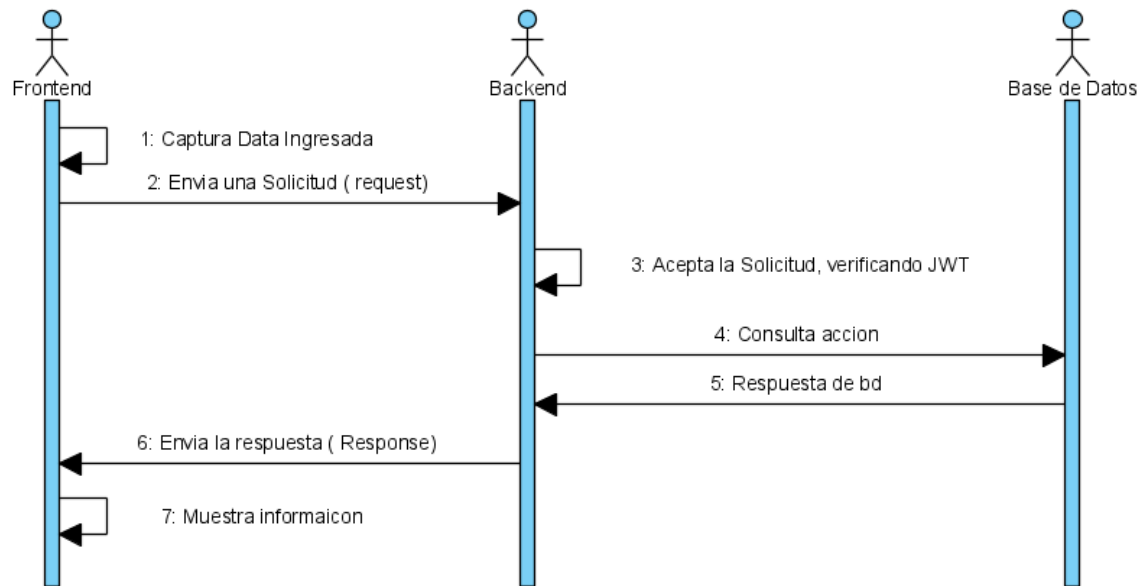 Frontend
Backend
Base de Datos
1: Captura Data Ingresada
2: Envia una Solicitud ( request)
3: Acepta la Solicitud, verificando JWT
4: Consulta accion
5: Respuesta de bd
6: Envia la respuesta ( Response)
7: Muestra informaicon